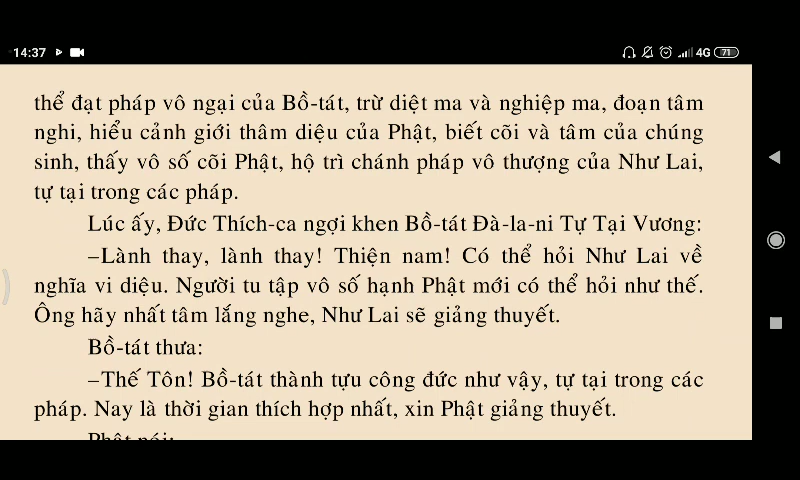 14:37
4G 71
thể đạt pháp vô ngại của Bồ-tát, trừ diệt ma và nghiệp ma, đoạn tâm
nghi, hiểu cảnh giới thâm diệu của Phật, biết cõi và tâm của chúng
sinh, thấy vô số cõi Phật, hộ trì chánh pháp vô thượng của Như Lai,
tự tại trong các pháp.
Lúc ấy, Đức Thích-ca ngợi khen Bồ-tát Đà-la-ni Tự Tại Vương:
–Lành thay, lành thay! Thiện nam! Có thể hỏi Như Lai về
nghĩa vi diệu. Người tu tập vô số hạnh Phật mới có thể hỏi như thế.
Ông hãy nhất tâm lắng nghe, Như Lai sẽ giảng thuyết.
Bồ-tát thưa:
–Thế Tôn! Bồ-tát thành tựu công đức như vậy, tự tại trong các
pháp. Nay là thời gian thích hợp nhất, xin Phật giảng thuyết.
Phật nói: